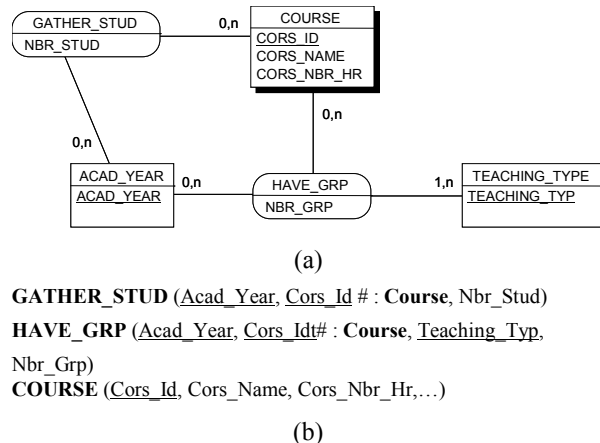 GATHER_STUD
NBR_STUD
0,n
COURSE
CORS_ID
CORS_NAME
CORS_NBR_HR
0,n
0,n
ACAD_YEAR
ACAD_YEAR
0,n
HAVE_GRP
NBR_GRP
1,n
TEACHING_TYPE
TEACHING_TYP
(a)
GATHER_STUD (Acad_Year, Cors_Id # : Course, Nbr_Stud)
HAVE_GRP (Acad_Year, Cors_Idt# : Course, Teaching_Typ,
Nbr_Grp)
COURSE (Cors_Id, Cors_Name, Cors_Nbr_Hr,…)
(b)